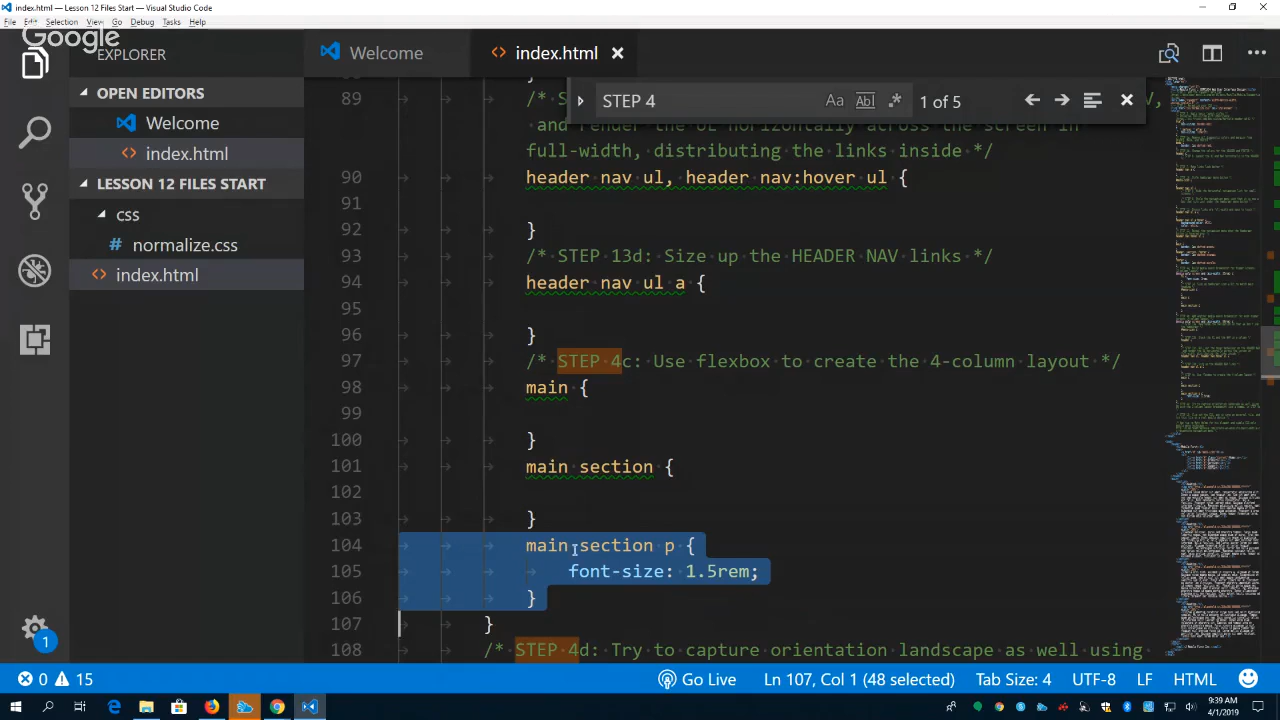 index.html — Lesson 12 Files Start — Visual Studio Code
File Edit Selection View Go Debug Tasks Help
Google
EXPLORER
Welcome
index.html
OPEN EDITORS
Welcome
index.html
LESSON 12 FILES START
css
normalize.css
index.html
STEP 4
Aa Abl .* 1 of 5
89
and render the UL horizontally across the screen in
full-width, distributing the links inside */
90 header nav ul, header nav:hover ul {
91
92 }
93 /* STEP 13d: Size up the HEADER NAV links */
94 header nav ul a {
95
96 }
97 /* STEP 4c: Use flexbox to create the 4-column layout */
98 main {
99
100 }
101 main section {
102
103 }
104 main section p {
105 font-size: 1.5rem;
106 }
107 }
108 /* STEP 4d: Try to capture orientation landscape as well using
1
0 15 Go Live Ln 107, Col 1 (48 selected) Tab Size: 4 UTF-8 LF HTML
9:39 AM
4/1/2019